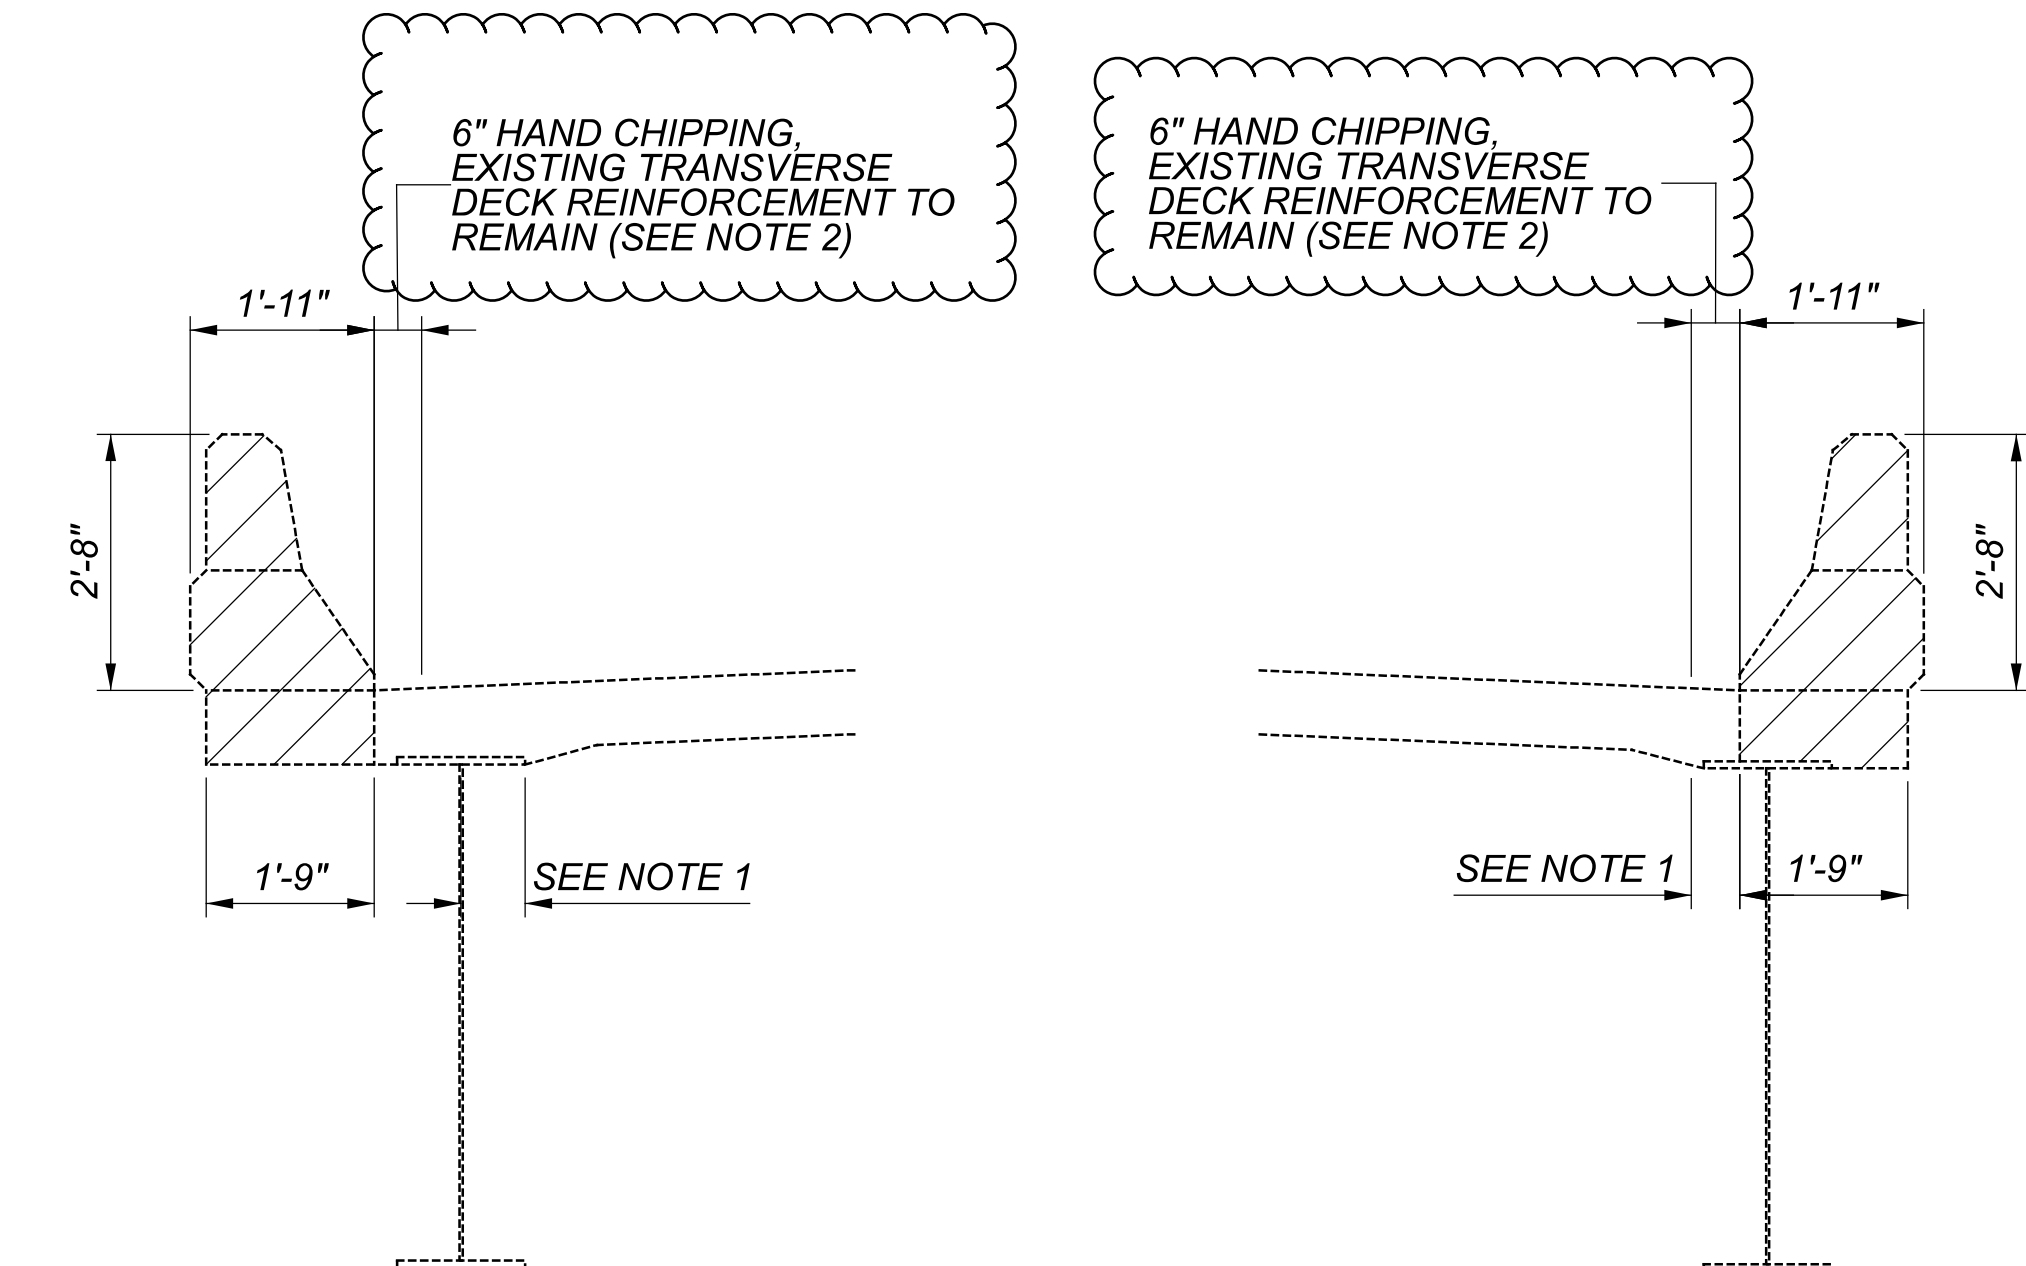 6" HAND CHIPPING,
EXISTING TRANSVERSE
DECK REINFORCEMENT TO
REMAIN (SEE NOTE 2)
6" HAND CHIPPING,
EXISTING TRANSVERSE
DECK REINFORCEMENT TO
REMAIN (SEE NOTE 2)
1'-11"
1'-11"
2'-8"
2'-8"
1'-9"
SEE NOTE 1
SEE NOTE 1
1'-9"